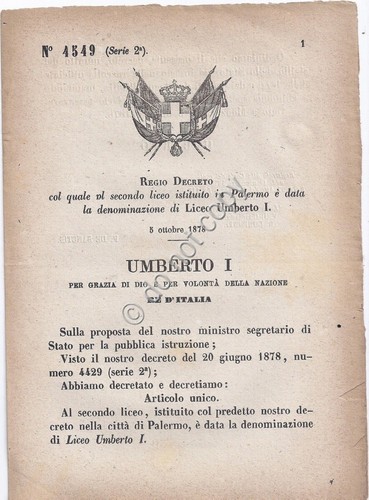 Nº 4549 (Serie 2ª).
1
REGIO DECRETO
col quale al secondo liceo istituito in Palermo è data
la denominazione di Liceo Umberto I.
5 ottobre 1878
UMBERTO I
PER GRAZIA DI DIO E PER VOLONTÀ DELLA NAZIONE
RE D'ITALIA
Sulla proposta del nostro ministro segretario di
Stato per la pubblica istruzione;
Visto il nostro decreto del 20 giugno 1878, nu-
mero 4429 (serie 2ª);
Abbiamo decretato e decretiamo:
Articolo unico.
Al secondo liceo, istituito col predetto nostro de-
creto nella città di Palermo, è data la denominazione
di Liceo Umberto I.
do not copy